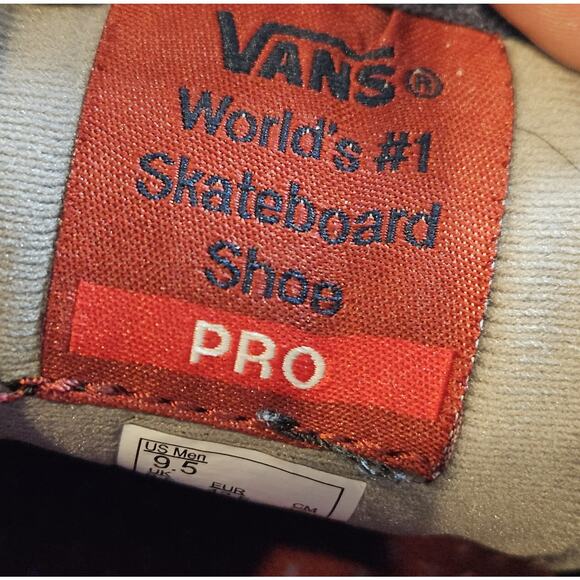 VANS®
World's #1
Skateboard
Shoe
PRO
US Men
9.5
UK EUR CM